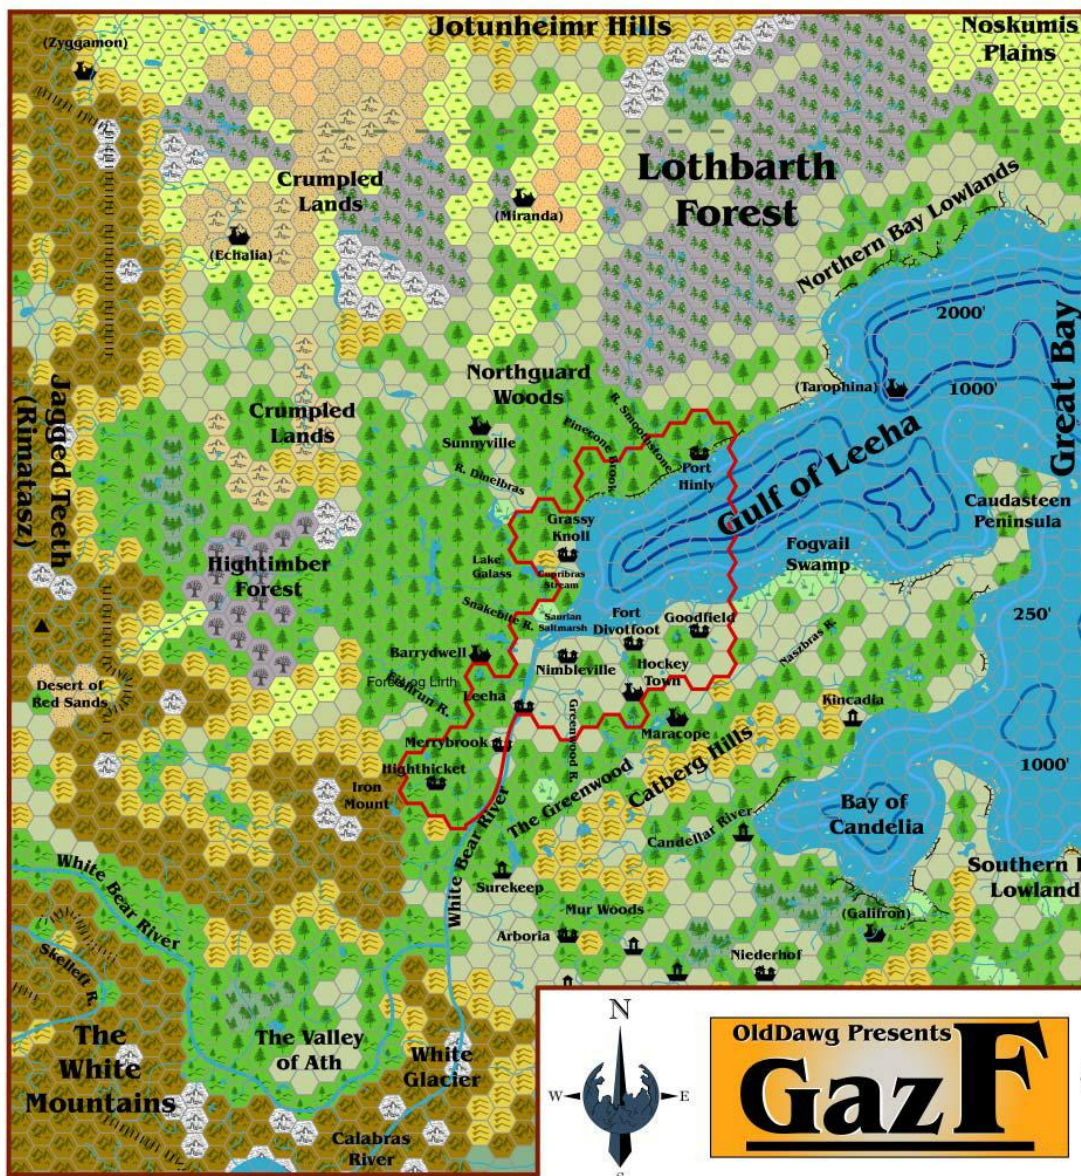 Jotunheimr Hills
Noskumis
Plains
(Zyggamon)
Lothbarth
Forest
Crumpled
Lands
(Miranda)
(Echalia)
Northern Bay Lowlands
2000'
Great Bay
(Tarophina)
1000'
Jagged Teeth
(Rimatasz)
Northguard
Woods
Crumpled
Lands
Sunnyville
Pinecone Brook
R. Smoothstone
Port
Hinly
Gulf of Leeha
R. Dinelbras
Caudasteen
Peninsula
Grassy
Knoll
Fogvail
Swamp
Hightimber
Forest
Lake
Galass
Cupribras
Stream
Snakebite R.
Saurian
Saltmarsh
Fort
Divotfoot
Goodfield
250'
Naszbras R.
Barrydwell
Nimbleville
Hockey
Town
Desert of
Red Sands
Leeha
Kincadia
Maracope
Greenwood R.
Merrybrook
Highthicket
Iron
Mount
Catberg Hills
1000'
The Greenwood
Bay of
Candelia
Candellar River
White Bear River
White Bear River
Surekeep
Southern
Lowland
Mur Woods
(Galifron)
Arboria
Niederhof
Skelleft R.
The
White
Mountains
The Valley
of Ath
White
Glacier
Calabras
River
N
W
E
S
OldDawg Presents
GazF